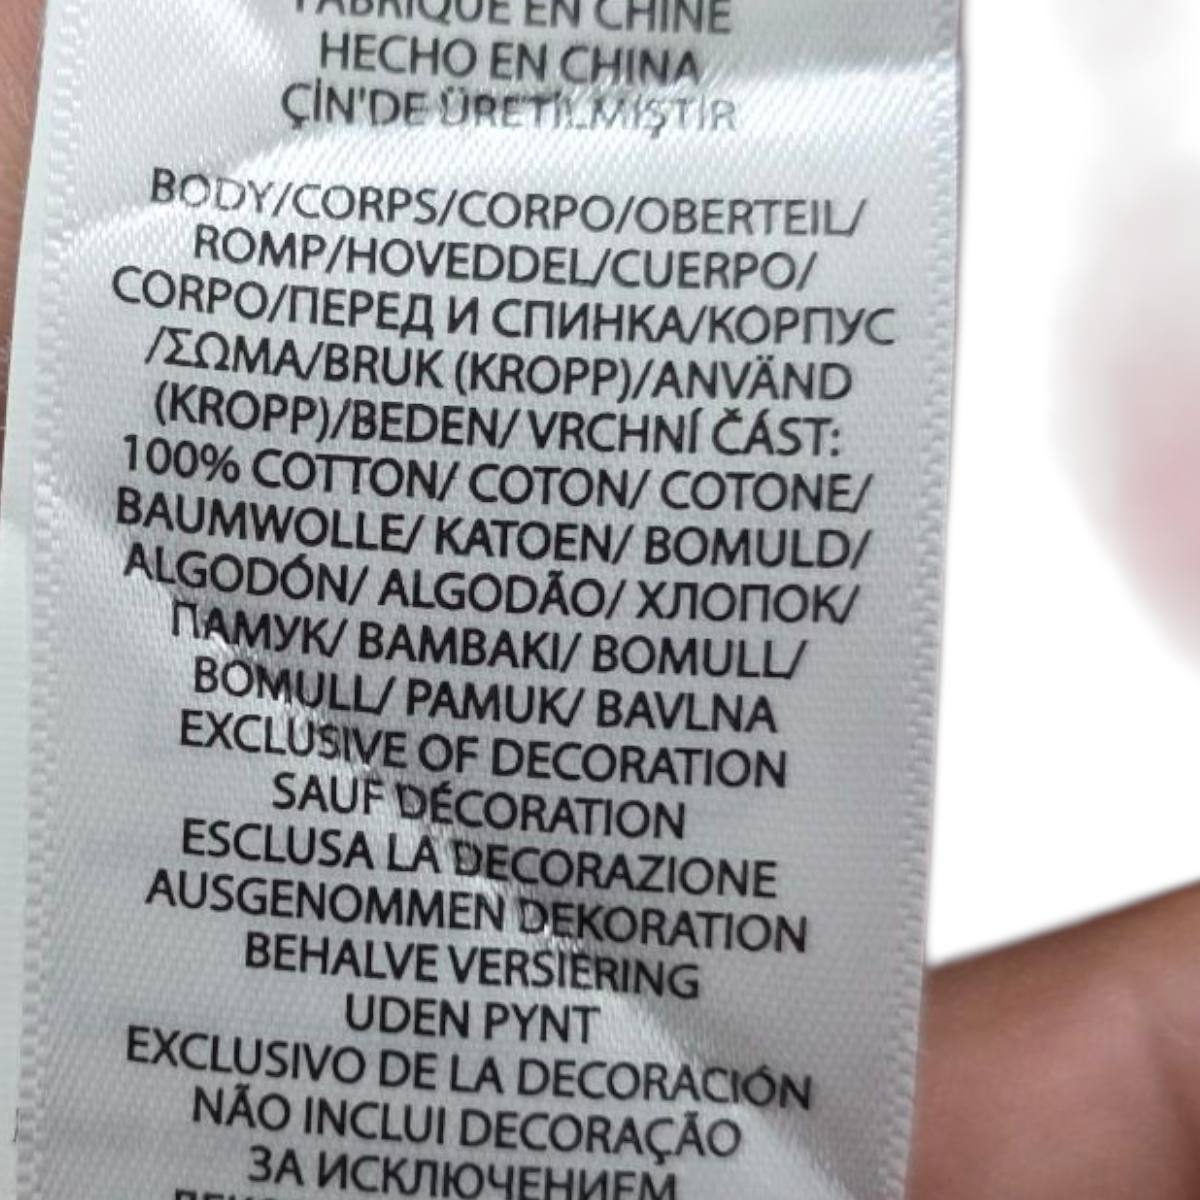 FABRIQUÉ EN CHINE
HECHO EN CHINA
ÇİN'DE ÜRETİLMİŞTİR
BODY/CORPS/CORPO/OBERTEIL/
ROMP/HOVEDDEL/CUERPO/
CORPO/ПЕРЕД И СПИНКА/КОРПУС
/ΣΩΜΑ/BRUK (KROPP)/ANVÄND
(KROPP)/BEDEN/ VRCHNÍ ČÁST:
100% COTTON/ COTON/ COTONE/
BAUMWOLLE/ KATOEN/ BOMULD/
ALGODÓN/ ALGODÃO/ ХЛОПОК/
ПАМУК/ BAMBAKI/ BOMULL/
BOMULL/ PAMUK/ BAVLNA
EXCLUSIVE OF DECORATION
SAUF DÉCORATION
ESCLUSA LA DECORAZIONE
AUSGENOMMEN DEKORATION
BEHALVE VERSIERING
UDEN PYNT
EXCLUSIVO DE LA DECORACIÓN
NÃO INCLUI DECORAÇÃO
ЗА ИСКЛЮЧЕНИЕМ